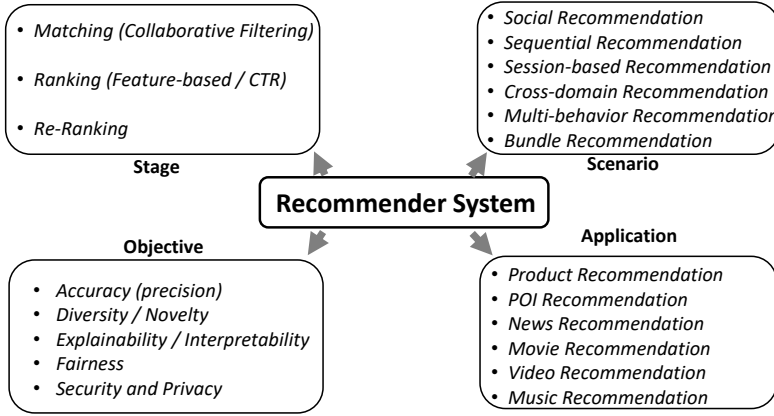 • Matching (Collaborative Filtering)
• Ranking (Feature-based / CTR)
• Re-Ranking
Stage
• Social Recommendation
• Sequential Recommendation
• Session-based Recommendation
• Cross-domain Recommendation
• Multi-behavior Recommendation
• Bundle Recommendation
Scenario
Recommender System
Objective
• Accuracy (precision)
• Diversity / Novelty
• Explainability / Interpretability
• Fairness
• Security and Privacy
Application
• Product Recommendation
• POI Recommendation
• News Recommendation
• Movie Recommendation
• Video Recommendation
• Music Recommendation